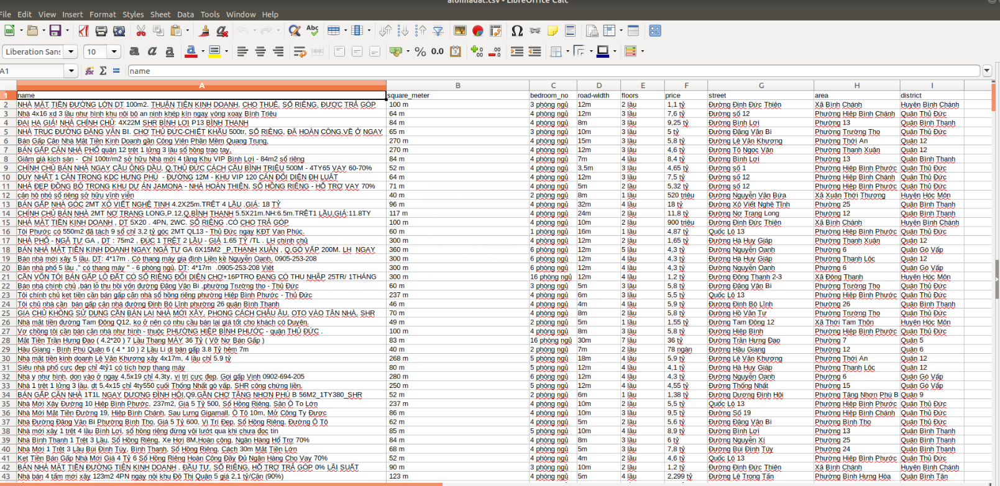 alonhadat.csv - LibreOffice Calc
File Edit View Insert Format Styles Sheet Data Tools Window Help
Liberation Sans 10
A1 name
A B C D E F G H I
1 name square_meter bedroom_no road-width floors price street area district
2 NHÀ MẶT TIỀN ĐƯỜNG LỚN DT 100m2. THUẬN TIỆN KINH DOANH, CHO THUÊ. SỔ RIÊNG. ĐƯỢC TRẢ GÓP 100 m 3 phòng ngủ 12m 2 lầu 1,1 tỷ Đường Đinh Đức Thiện Xã Bình Chánh Huyện Bình Chánh
3 Nhà 4x16 xd 3 lầu như hình khu nội bộ an ninh khép kín ngay vòng xoay Bình Triệu 64 m 4 phòng ngủ 12m 3 lầu 7,6 tỷ Đường số 12 Phường Hiệp Bình Chánh Quận Thủ Đức
4 ĐẠI HẠ GIÁ! NHÀ CHÍNH CHỦ: 4X22M SHR BÌNH LỢI P13 BÌNH THẠNH 84 m 4 phòng ngủ 8m 3 lầu 9,25 tỷ Đường Bình Lợi Phường 13 Quận Bình Thạnh
5 NHÀ TRỤC ĐƯỜNG ĐẶNG VĂN BI. CHỢ THỦ ĐỨC-CHIẾT KHẤU 500tr, SỔ RIÊNG, ĐÃ HOÀN CÔNG.VỀ Ở NGAY 65 m 3 phòng ngủ 10m 3 lầu 5 tỷ Đường Đặng Văn Bi Phường Trường Thọ Quận Thủ Đức
6 Bán Gấp Căn Nhà Mặt Tiền Kinh Doanh gần Công Viên Phần Mềm Quang Trung. 270 m 4 phòng ngủ 15m 3 lầu 5,8 tỷ Đường Lê Văn Khương Phường Thới An Quận 12
7 BÁN GẤP CĂN NHÀ PHỐ quận 12 trệt 1 lửng 3 lầu sổ hồng trao tay. 270 m 4 phòng ngủ 12m 3 lầu 4,6 tỷ Đường Tô Ngọc Vân Phường Thạnh Xuân Quận 12
8 Giảm giá kịch sàn - Chỉ 100tr/m2 sở hữu Nhà mới 4 tầng Khu VIP Bình Lợi - 84m2 sổ riêng 84 m 4 phòng ngủ 7m 4 lầu 8,4 tỷ Đường Bình Lợi Phường 13 Quận Bình Thạnh
9 CHÍNH CHỦ BÁN NHÀ NGAY CẦU ÔNG DẦU, Q.THỦ ĐỨC CÁCH CẦU BÌNH TRIỆU 500M - 4TY65 VAY 60-70% 52 m 4 phòng ngủ 3,5m 3 lầu 4,65 tỷ Đường số 1 Phường Hiệp Bình Phước Quận Thủ Đức
10 DUY NHẤT 1 CĂN TRONG KDC HƯNG PHÚ - ĐƯỜNG 12M - KHU VIP 120 CĂN ĐỐI DIỆN ĐH LUẬT 64 m 4 phòng ngủ 12m 3 lầu 7,5 tỷ Đường số 12 Phường Hiệp Bình Chánh Quận Thủ Đức
11 NHÀ ĐẸP ĐỒNG BỘ TRONG KHU DỰ ÁN JAMONA - NHÀ HOÀN THIỆN, SỔ HỒNG RIÊNG - HỖ TRỢ VAY 70% 71 m 4 phòng ngủ 5m 2 lầu 5,32 tỷ Đường số 12 Phường Hiệp Bình Phước Quận Thủ Đức
12 căn hộ nhỏ sổ riêng sở hữu vĩnh viễn 40 m 2 phòng ngủ 8m 1 lầu 520 triệu Đường Nguyễn Văn Bứa Xã Xuân Thới Thượng Huyện Hóc Môn
13 BÁN GẤP NHÀ GÓC 2MT XÔ VIẾT NGHỆ TĨNH 4.2X25m.TRỆT 4 LẦU ,GIÁ: 18 TỶ 96 m 4 phòng ngủ 32m 4 lầu 18 tỷ Đường Xô Viết Nghệ Tĩnh Phường 25 Quận Bình Thạnh
14 CHÍNH CHỦ BÁN NHÀ 2MT NƠ TRANG LONG,P.12,Q.BÌNH THẠNH 5.5X21m.NH:6.5m.TRỆT1 LẦU.GIÁ:11.8TY 117 m 4 phòng ngủ 24m 2 lầu 11,8 tỷ Đường Nơ Trang Long Phường 12 Quận Bình Thạnh
15 NHÀ MẶT TIỀN KINH DOANH , DT 5X20 . 4PN, 2WC. SỔ RIÊNG .CÓ CHO TRẢ GÓP 100 m 4 phòng ngủ 10m 2 lầu 900 triệu Đường Đinh Đức Thiện Xã Bình Chánh Huyện Bình Chánh
16 Tôi Phước có 550m2 đã tách 9 sổ chỉ 3,2 tỷ góc 2MT QL13 - Thủ Đức ngay KĐT Vạn Phúc. 60 m 1 phòng ngủ 16m 1 lầu 4,87 tỷ Quốc Lộ 13 Phường Hiệp Bình Phước Quận Thủ Đức
17 NHÀ PHỐ - NGÃ TƯ GA , DT : 75m2 , ĐÚC 1 TRỆT 2 LẦU - GIÁ 1.65 TỶ /TL . LH chính chủ 300 m 4 phòng ngủ 12m 2 lầu 1,65 tỷ Đường Hà Huy Giáp Phường Thạnh Xuân Quận 12
18 BÁN NHÀ MẶT TIỀN KINH DOANH NGAY NGÃ TƯ GA 6X15M2 _P,THẠNH XUÂN , Q.GÒ VẤP 200M. LH NGAY 360 m 6 phòng ngủ 12m 5 lầu 4,3 tỷ Đường Nguyễn Oanh Phường 6 Quận Gò Vấp
19 Bán nhà mới xây 5 lầu, DT: 4*17m . Có thang máy gia đình Liền kề Nguyễn Oanh. 0905-253-208 300 m 6 phòng ngủ 12m 4 lầu 4,3 tỷ Đường Hà Huy Giáp Phường Thạnh Lộc Quận 12
20 Bán nhà phố 5 lầu ," có thang máy " - 6 phòng ngủ, DT: 4*17m .0905-253-208 Việt 300 m 6 phòng ngủ 12m 4 lầu 4,3 tỷ Đường Nguyễn Oanh Phường 6 Quận Gò Vấp
21 CẦN VỐN TÔI BÁN GẤP LÔ ĐẤT CÓ SỔ RIÊNG ĐỐI DIỆN CHỢ+16PTRO ĐANG CÓ THU NHẬP 25TR/ 1THÁNG 300 m 16 phòng ngủ 12m 4 lầu 1,2 tỷ Đường Đông Thạnh 2-3 Xã Đông Thạnh Huyện Hóc Môn
22 Bán nhà chính chủ ,bán lỗ thu hồi vốn đường Đặng Văn Bi ,phường Trường thọ - Thủ Đức 60 m 3 phòng ngủ 5m 3 lầu 5,8 tỷ Đường Đặng Văn Bi Phường Trường Thọ Quận Thủ Đức
23 Tôi chính chủ kẹt tiền cần bán gấp căn nhà sổ hồng riêng phường Hiệp Bình Phước - Thủ Đức 237 m 4 phòng ngủ 6m 3 lầu 5,5 tỷ Quốc Lộ 13 Phường Hiệp Bình Phước Quận Thủ Đức
24 Tôi chủ nhà cần bán gấp căn nhà đường Đinh Bộ Lĩnh phường 26 quận Bình Thạnh 46 m 4 phòng ngủ 4m 4 lầu 5,9 tỷ Đường Đinh Bộ Lĩnh Phường 26 Quận Bình Thạnh
25 GIA CHỦ KHÔNG SỬ DỤNG CẦN BÁN LẠI NHÀ MỚI XÂY. PHONG CÁCH CHÂU ÂU. OTO VÀO TẬN NHÀ. SHR 70 m 4 phòng ngủ 8m 2 lầu 5,8 tỷ Đường Hồ Văn Tư Phường Trường Thọ Quận Thủ Đức
26 Nhà mặt tiền đường Tam Đông Q12, kọ ở nên có nhu cầu bán lại giá tốt cho khách có Duyên. 49 m 2 phòng ngủ 5m 1 lầu 1,55 tỷ Đường Tam Đông 12 Xã Thới Tam Thôn Huyện Hóc Môn
27 Vợ chồng tôi cần bán căn nhà như hình - thuộc PHƯỜNG HIỆP BÌNH PHƯỚC - quận THỦ ĐỨC . 100 m 4 phòng ngủ 8m 3 lầu 5,8 tỷ Đường Hiệp Bình Phường Hiệp Bình Phước Quận Thủ Đức
28 Mặt Tiền Trần Hưng Đạo ( 4.2*20 ) 7 Lầu Thang MÁY 36 Tỷ ( Vỡ Nợ Bán Gấp ) 83 m 16 phòng ngủ 30m 7 lầu 36 tỷ Đường Trần Hưng Đạo Phường 7 Quận 5
29 Hậu Giang - Bình Phú Quận 6 ( 4 * 10 ) 2 Lầu Li di bán gấp 3.8 Tỷ hẻm 7m 40 m 2 phòng ngủ 7m 2 lầu 78 ngàn Đường Hậu Giang Phường 12 Quận 6
30 Nhà mặt tiền kinh doanh Lê Văn Khương xây 4x17m, 4 lầu chỉ 5.9 tỷ 268 m 5 phòng ngủ 18m 4 lầu 5,9 tỷ Đường Lê Văn Khương Phường Thới An Quận 12
31 Siêu nhà phố cực đẹp chỉ 4tỷ1 có tích hợp thang máy 80 m 5 phòng ngủ 12m 4 lầu 4,1 tỷ Đường Hà Huy Giáp Phường Thạnh Lộc Quận 12
32 Nhà y như hình, dọn vào ở ngay 4,5x19 chỉ 4,3ty, vị trí cực đẹp. Gọi gấp Vinh 0902-694-205 280 m 6 phòng ngủ 12m 4 lầu 4,3 tỷ Đường Nguyễn Oanh Phường 6 Quận Gò Vấp
33 Nhà 1 trệt 1 lửng 3 lầu, dt 5,4x15 chỉ 4ty550 cuối Thống Nhất gò vấp, SHR công chứng liền. 250 m 5 phòng ngủ 12m 4 lầu 4,55 tỷ Đường Thống Nhất Phường 15 Quận Gò Vấp
34 BÁN GẤP CĂN NHÀ 1T1L NGAY DƯƠNG ĐÌNH HỘI,Q9,GẦN CHỢ TĂNG NHƠN PHÚ B 56M2_1TY380_SHR 52 m 2 phòng ngủ 6m 1 lầu 1,38 tỷ Đường Dương Đình Hội Phường Tăng Nhơn Phú B Quận 9
35 Nhà Mới Xây Đường 10 Hiệp Bình Phước, 237m2, Giá 5 Tỷ 500, Sổ Hồng Riêng, Sân Ô To Lớn 237 m 4 phòng ngủ 10m 2 lầu 5,5 tỷ Quốc Lộ 13 Phường Hiệp Bình Phước Quận Thủ Đức
36 Nhà Mới Mặt Tiền Đường 19, Hiệp Bình Chánh, Sau Lưng Gigamall, Ô Tô 10m, Mở Công Ty Được 86 m 4 phòng ngủ 10m 3 lầu 9,5 tỷ Đường Số 19 Phường Hiệp Bình Chánh Quận Thủ Đức
37 Nhà Đường Đặng Văn Bi Phường Bình Thọ, Giá 5 Tỷ 600, Vị Trí Đẹp, Sổ Hồng Riêng, Đường Ô Tô 62 m 4 phòng ngủ 5m 2 lầu 5,6 tỷ Đường Đặng Văn Bi Phường Bình Thọ Quận Thủ Đức
38 Nhà mới xây 1 trệt 4 lầu Bình Lợi, sổ hồng riêng đừng vội lướt qua khi chưa đọc tin 85 m 5 phòng ngủ 10m 4 lầu 8,9 tỷ Đường Bình Lợi Phường 13 Quận Bình Thạnh
39 Nhà Bình Thạnh 1 Trệt 3 Lầu, Sổ Hồng Riêng, Xe Hơi 8M,Hoàn công, Ngân Hàng Hỗ Trợ 70% 84 m 4 phòng ngủ 8m 3 lầu 6 tỷ Đường Nguyễn Xí Phường 25 Quận Bình Thạnh
40 Nhà Mới 1 Trệt 3 Lầu Bùi Đình Túy, Bình Thạnh, Sổ Hồng Riêng, Cách 30m Mặt Tiền Lớn 68 m 4 phòng ngủ 5m 3 lầu 7,8 tỷ Đường Bùi Đình Túy Phường 24 Quận Bình Thạnh
41 Kẹt Tiền Bán Gấp Nhà Mới Giá 4 Tỷ 6 Sổ Hồng Riêng Hoàn Công Đầy Đủ Ngân Hàng Cho Vay 70% 52 m 4 phòng ngủ 4m 2 lầu 4,6 tỷ Quốc Lộ 13 Phường Hiệp Bình Phước Quận Thủ Đức
42 BÁN NHÀ MẶT TIỀN ĐƯỜNG TIỆN KINH DOANH , ĐẦU TƯ, SỔ RIÊNG, HỖ TRỢ TRẢ GÓP 0% LÃI SUẤT 90 m 3 phòng ngủ 10m 2 lầu 1,2 tỷ Đường Đinh Đức Thiện Xã Bình Chánh Huyện Bình Chánh
43 Nhà bán 4 tấm mới xây 123m2 4PN ngay nội khu Đô Thị Quận 5 giá 2,1 tỷ/Căn (90%) 123 m 4 phòng ngủ 5m 4 lầu 2,299 tỷ Đường Lê Trọng Tấn Phường Bình Hưng Hòa Quận Bình Tân